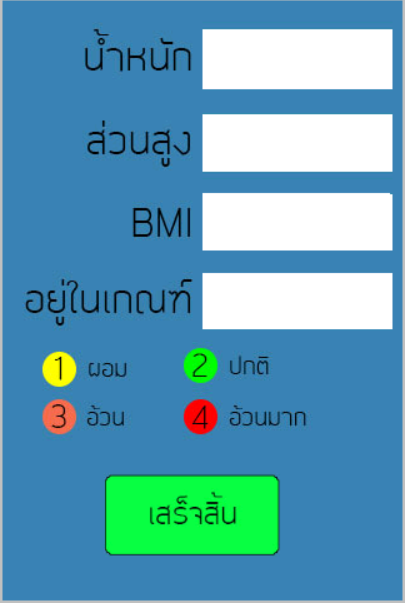 น้ำหนัก
ส่วนสูง
BMI
อยู่ในเกณฑ์
1 ผอม 2 ปกติ
3 อ้วน 4 อ้วนมาก
เสร็จสิ้น